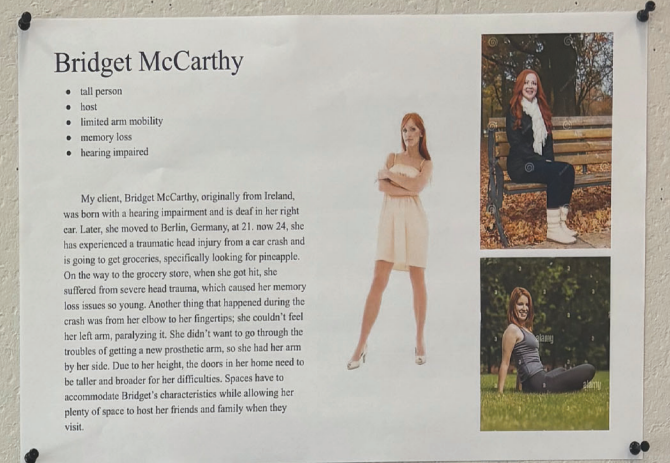 Bridget McCarthy
• tall person
• host
• limited arm mobility
• memory loss
• hearing impaired
My client, Bridget McCarthy, originally from Ireland,
was born with a hearing impairment and is deaf in her right
ear. Later, she moved to Berlin, Germany, at 21. now 24, she
has experienced a traumatic head injury from a car crash and
is going to get groceries, specifically looking for pineapple.
On the way to the grocery store, when she got hit, she
suffered from severe head trauma, which caused her memory
loss issues so young. Another thing that happened during the
crash was from her elbow to her fingertips; she couldn't feel
her left arm, paralyzing it. She didn't want to go through the
troubles of getting a new prosthetic arm, so she had her arm
by her side. Due to her height, the doors in her home need to
be taller and broader for her difficulties. Spaces have to
accommodate Bridget's characteristics while allowing her
plenty of space to host her friends and family when they
visit.
alamy
alamy